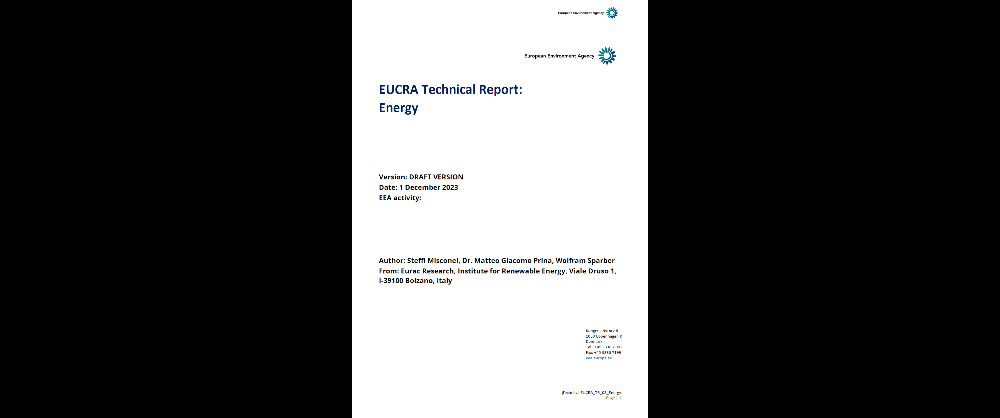 European Environment Agency
European Environment Agency
EUCRA Technical Report:
Energy
Version: DRAFT VERSION
Date: 1 December 2023
EEA activity:
Author: Steffi Misconel, Dr. Matteo Giacomo Prina, Wolfram Sparber
From: Eurac Research, Institute for Renewable Energy, Viale Druso 1,
I-39100 Bolzano, Italy
Kongens Nytorv 6
1050 Copenhagen K
Denmark
Tel.: +45 3336 7100
Fax: +45 3336 7199
eea.europa.eu
Technical EUCRA_TR_08_Energy
Page | 1